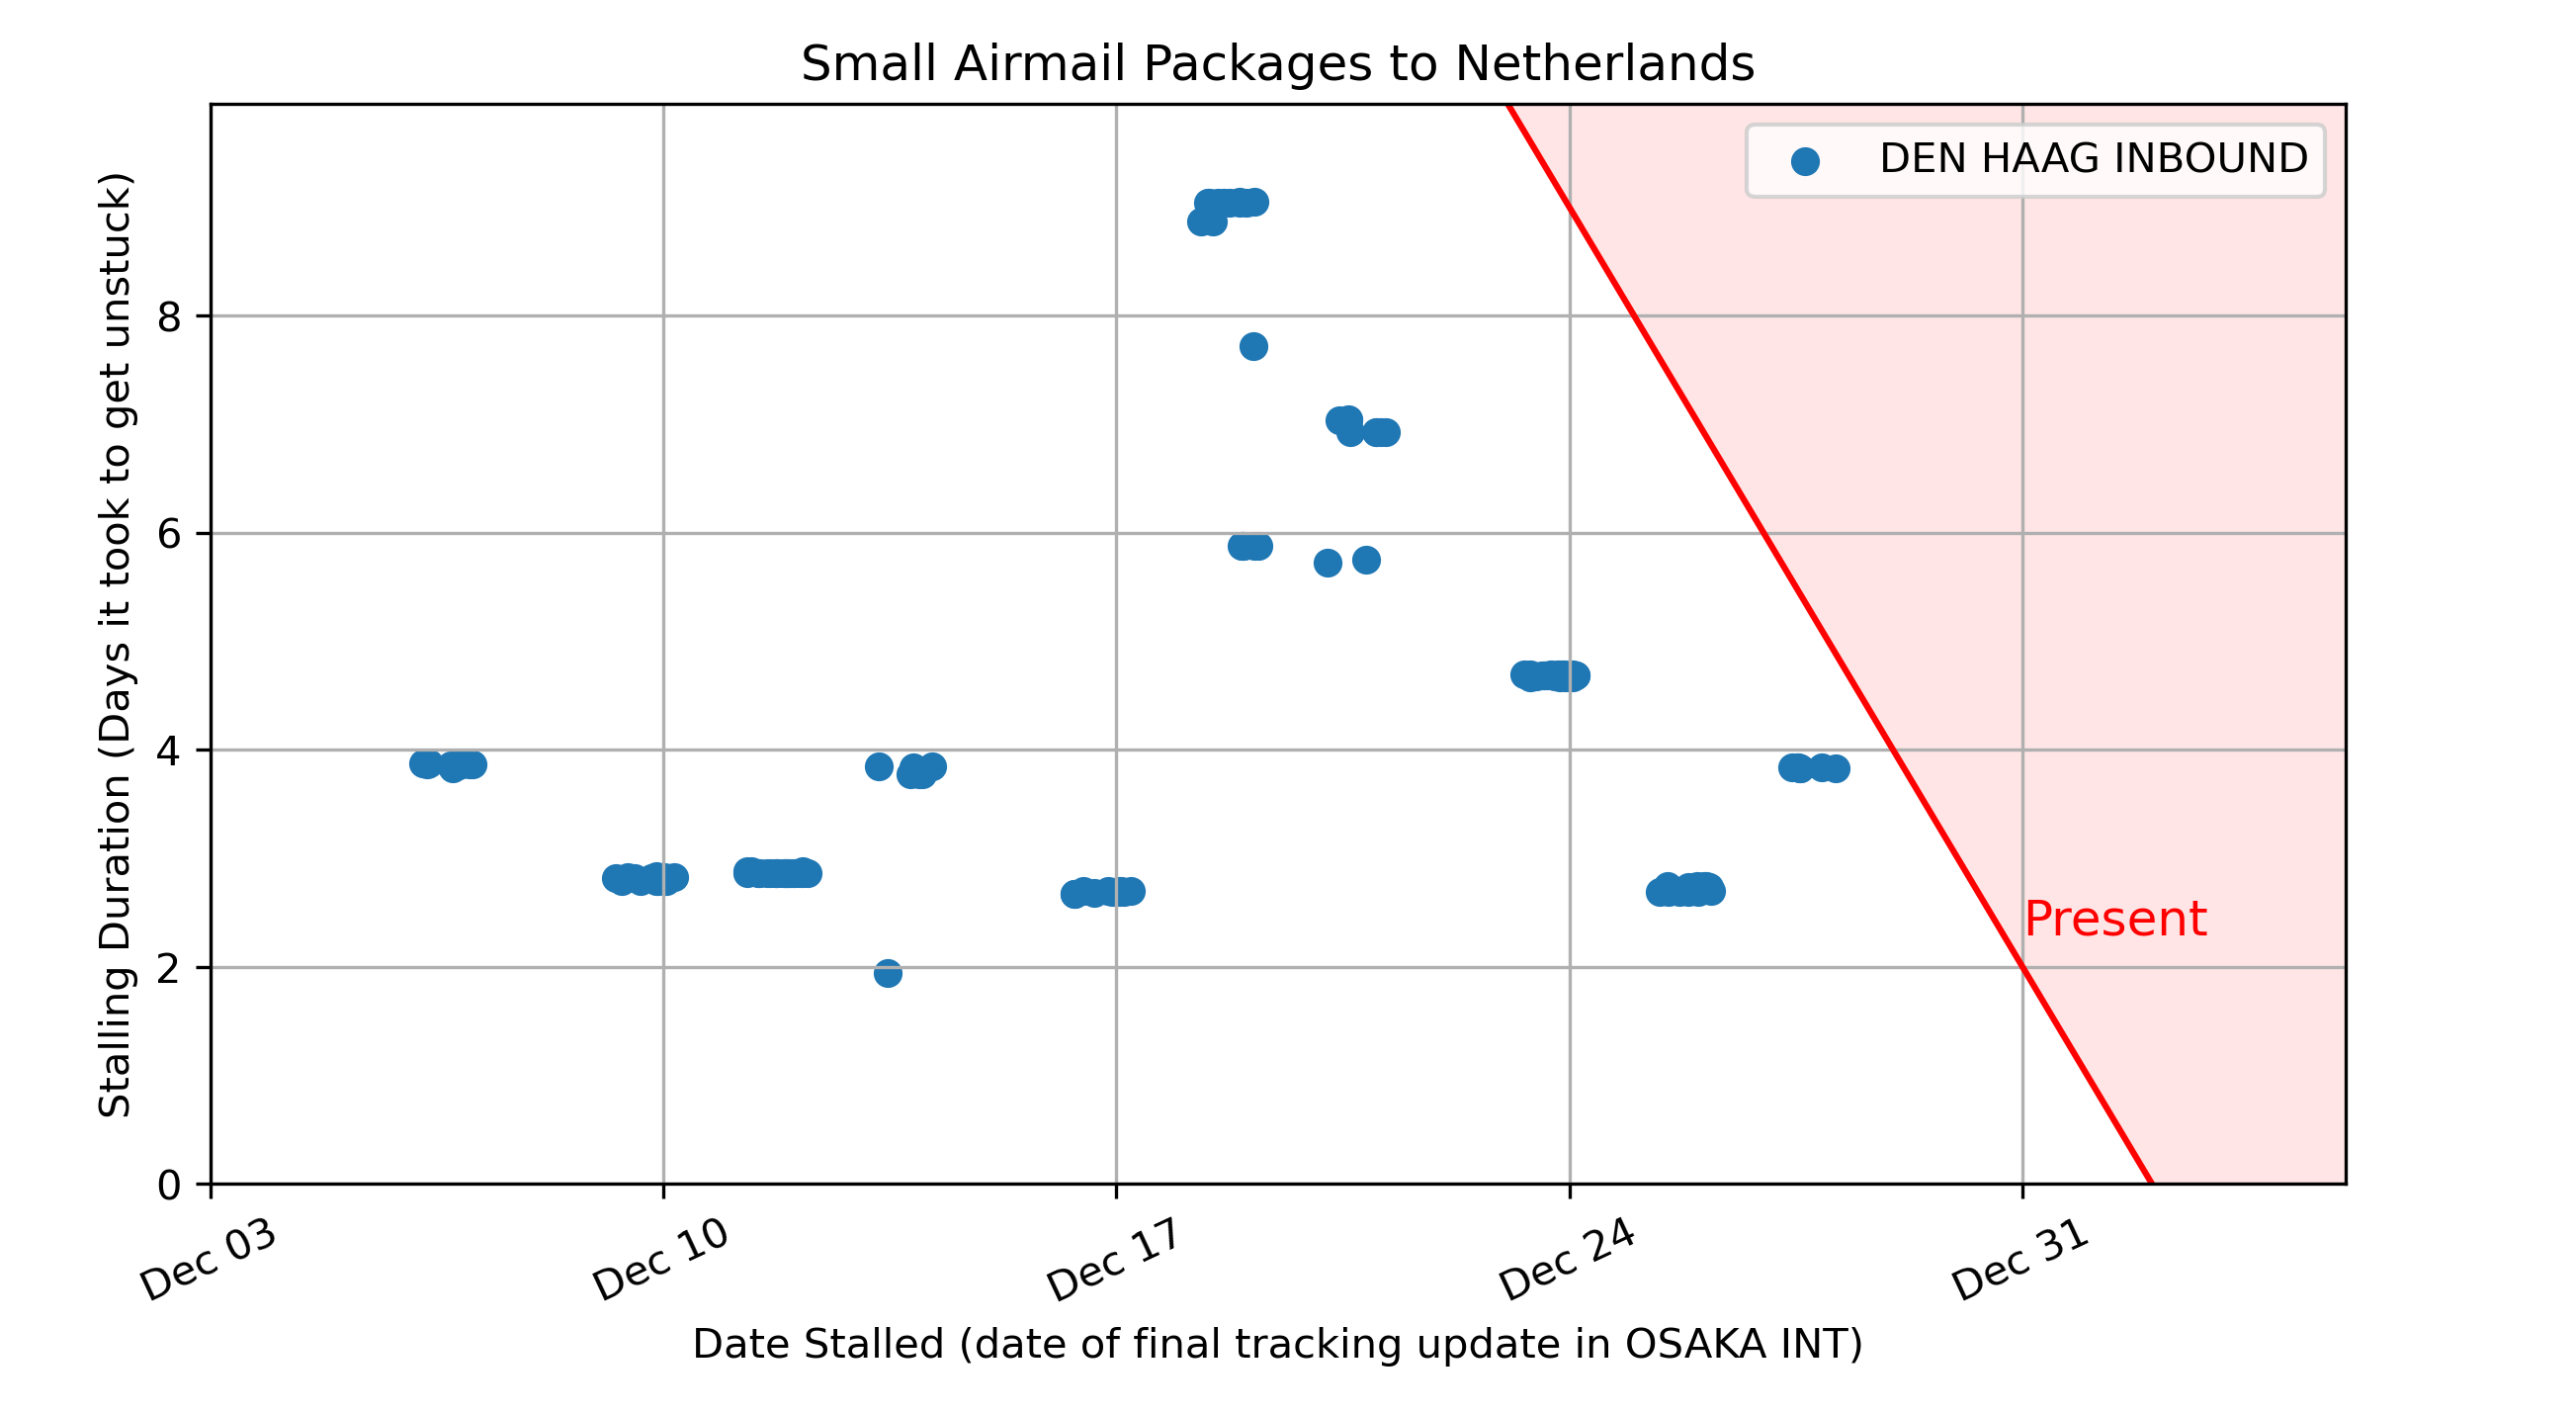 Small Airmail Packages to Netherlands
DEN HAAG INBOUND
Stalling Duration (Days it took to get unstuck)
8
6
4
2
0
Present
Dec 03
Dec 10
Dec 17
Dec 24
Dec 31
Date Stalled (date of final tracking update in OSAKA INT)